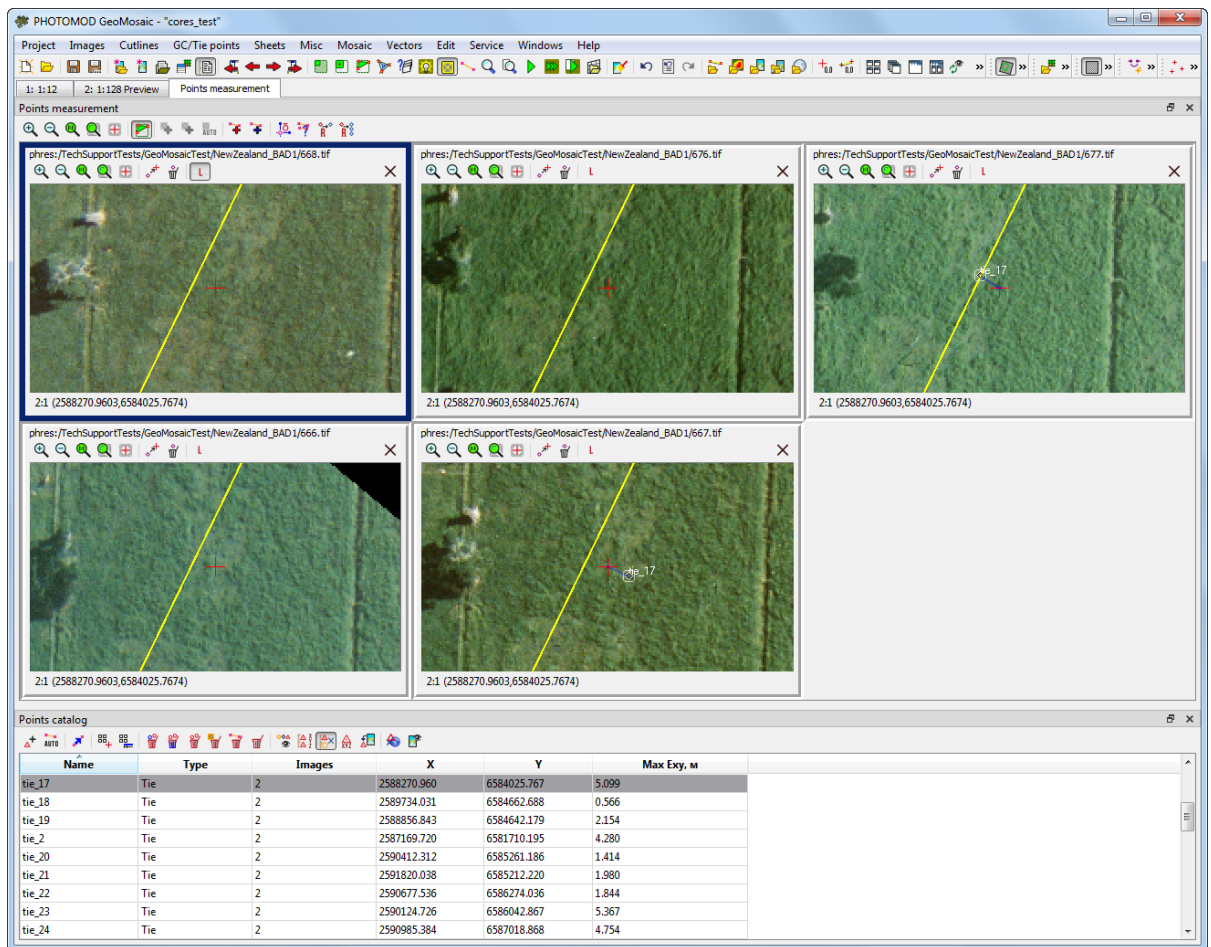 PHOTOMOD GeoMosaic - "cores_test"
Project Images Cutlines GC/Tie points Sheets Misc Mosaic Vectors Edit Service Windows Help
1: 1:12 2: 1:128 Preview Points measurement
Points measurement
AUTO R R
phres:/TechSupportTests/GeoMosaicTest/NewZealand_BAD1/668.tif phres:/TechSupportTests/GeoMosaicTest/NewZealand_BAD1/676.tif phres:/TechSupportTests/GeoMosaicTest/NewZealand_BAD1/677.tif
L L L
tie_17
2:1 (2588270.9603,6584025.7674) 2:1 (2588270.9603,6584025.7674) 2:1 (2588270.9603,6584025.7674)
phres:/TechSupportTests/GeoMosaicTest/NewZealand_BAD1/666.tif phres:/TechSupportTests/GeoMosaicTest/NewZealand_BAD1/667.tif
L L
tie_17
2:1 (2588270.9603,6584025.7674) 2:1 (2588270.9603,6584025.7674)
Points catalog
AUTO
Name Type Images X Y Max Exy, м
tie_17 Tie 2 2588270.960 6584025.767 5.099
tie_18 Tie 2 2589734.031 6584662.688 0.566
tie_19 Tie 2 2588856.843 6584642.179 2.154
tie_2 Tie 2 2587169.720 6581710.195 4.280
tie_20 Tie 2 2590412.312 6585261.186 1.414
tie_21 Tie 2 2591820.038 6585212.220 1.980
tie_22 Tie 2 2590677.536 6586274.036 1.844
tie_23 Tie 2 2590124.726 6586042.867 5.367
tie_24 Tie 2 2590985.384 6587018.868 4.754